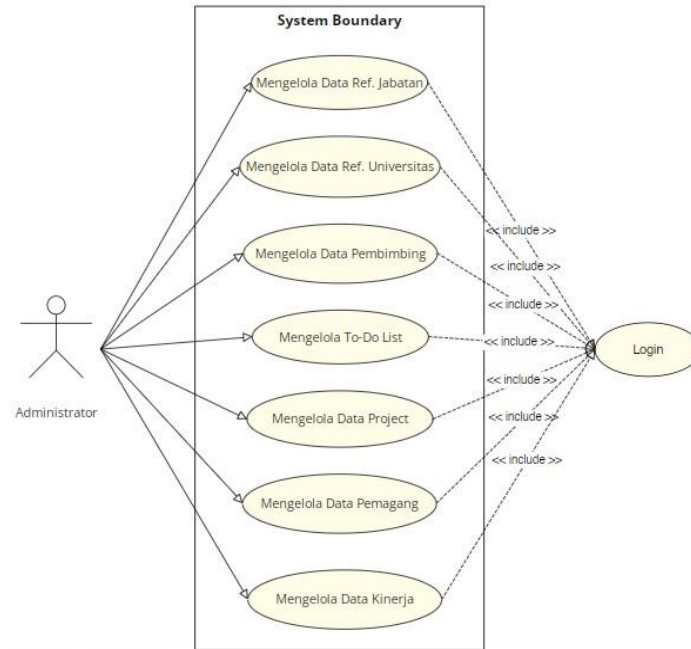 System Boundary
Mengelola Data Ref. Jabatan
Mengelola Data Ref. Universitas
<< include >>
<< include >>
Mengelola Data Pembimbing
<< include >>
Mengelola To-Do List
<< include >>
Login
<< include >>
Administrator
Mengelola Data Project
<< include >>
<< include >>
Mengelola Data Pemagang
Mengelola Data Kinerja